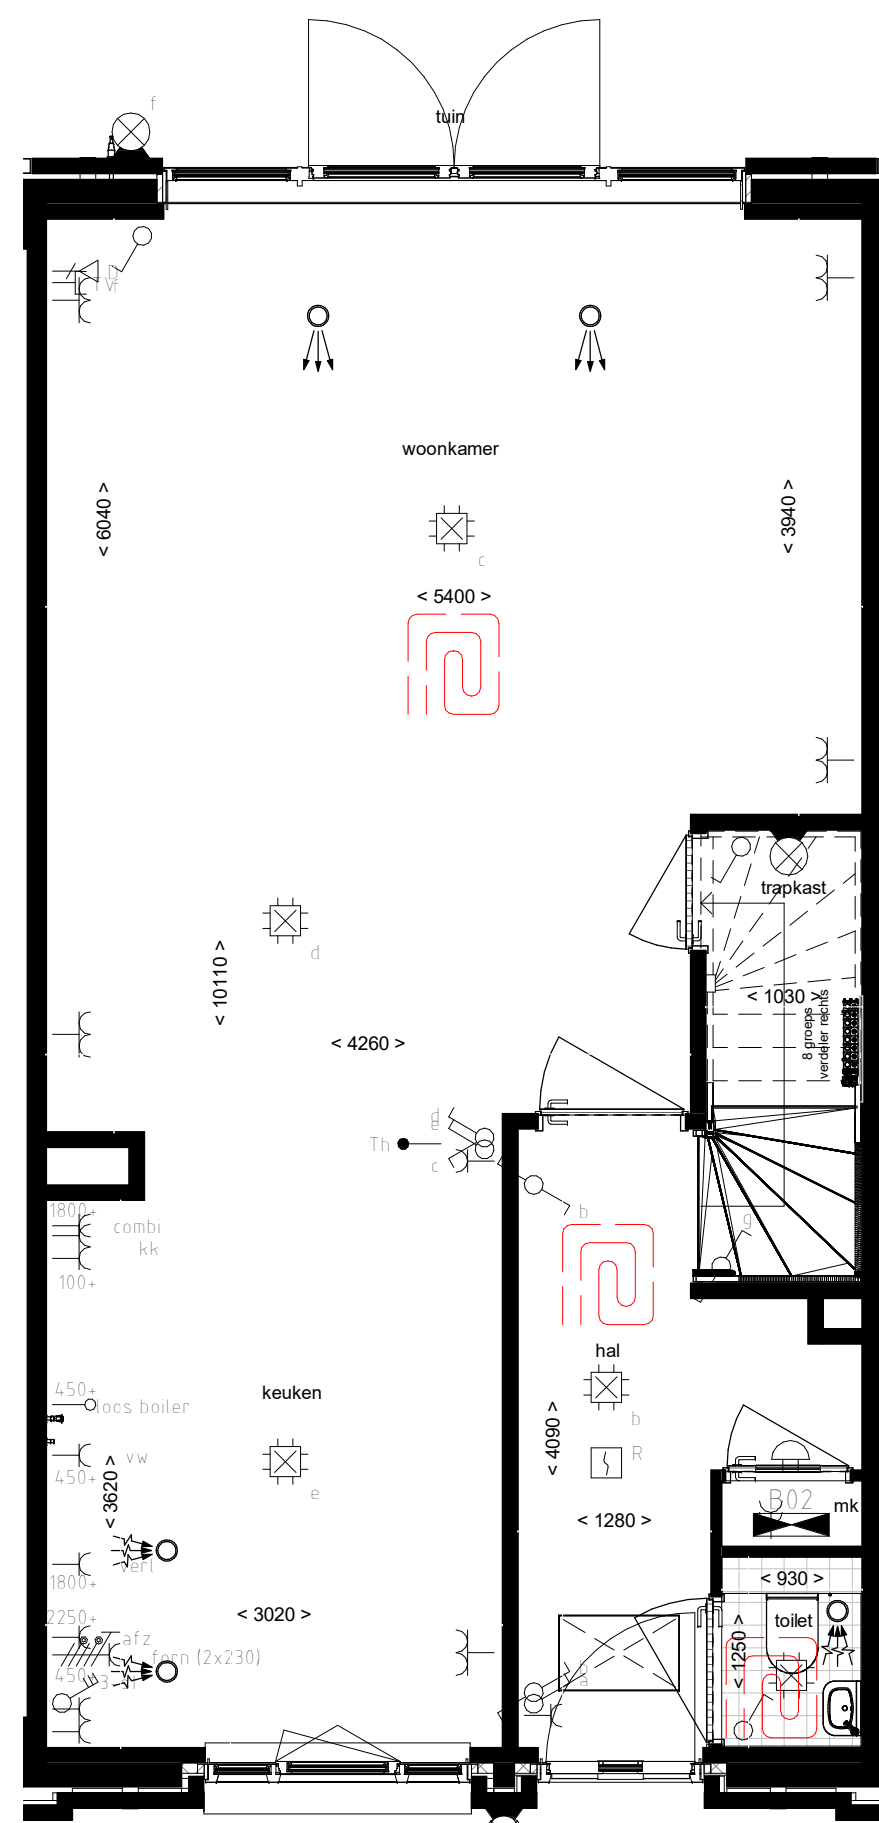 f
tuin
D
TVf
woonkamer
< 6040 >
< 3940 >
c
< 5400 >
trapkast
d
< 10110 >
< 1030 >
8 groeps
verdeler rechts
< 4260 >
d
e
Th
c
b
g
1800+
combi
kk
100+
hal
450+
keuken
loos boiler
b
< 4090 >
R
vw
450+
< 3620 >
e
B02
mk
< 1280 >
verl
1800+
< 930 >
2250+
< 3020 >
toilet
afz
< 1250 >
forn (2x230)
450+
b
a